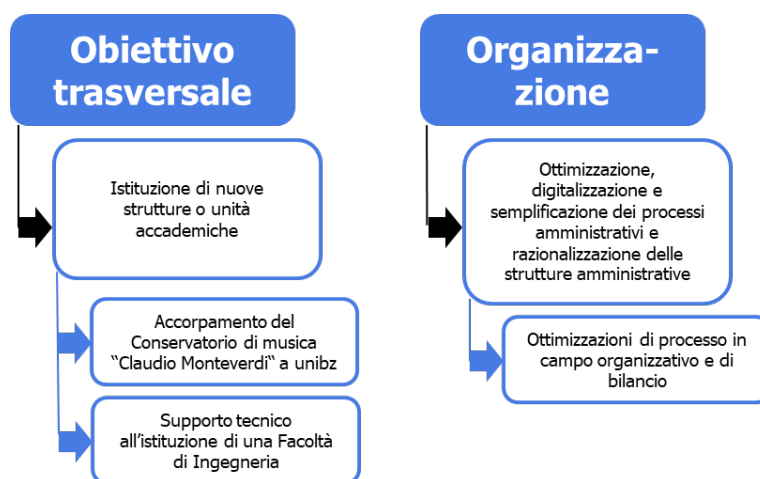 Obiettivo
trasversale
Istituzione di nuove
strutture o unità
accademiche
Accorpamento del
Conservatorio di musica
"Claudio Monteverdi“ a unibz
Supporto tecnico
all'istituzione di una Facoltà
di Ingegneria
Organizza-
zione
Ottimizzazione,
digitalizzazione e
semplificazione dei processi
amministrativi e
razionalizzazione delle
strutture amministrative
Ottimizzazioni di processo in
campo organizzativo e di
bilancio